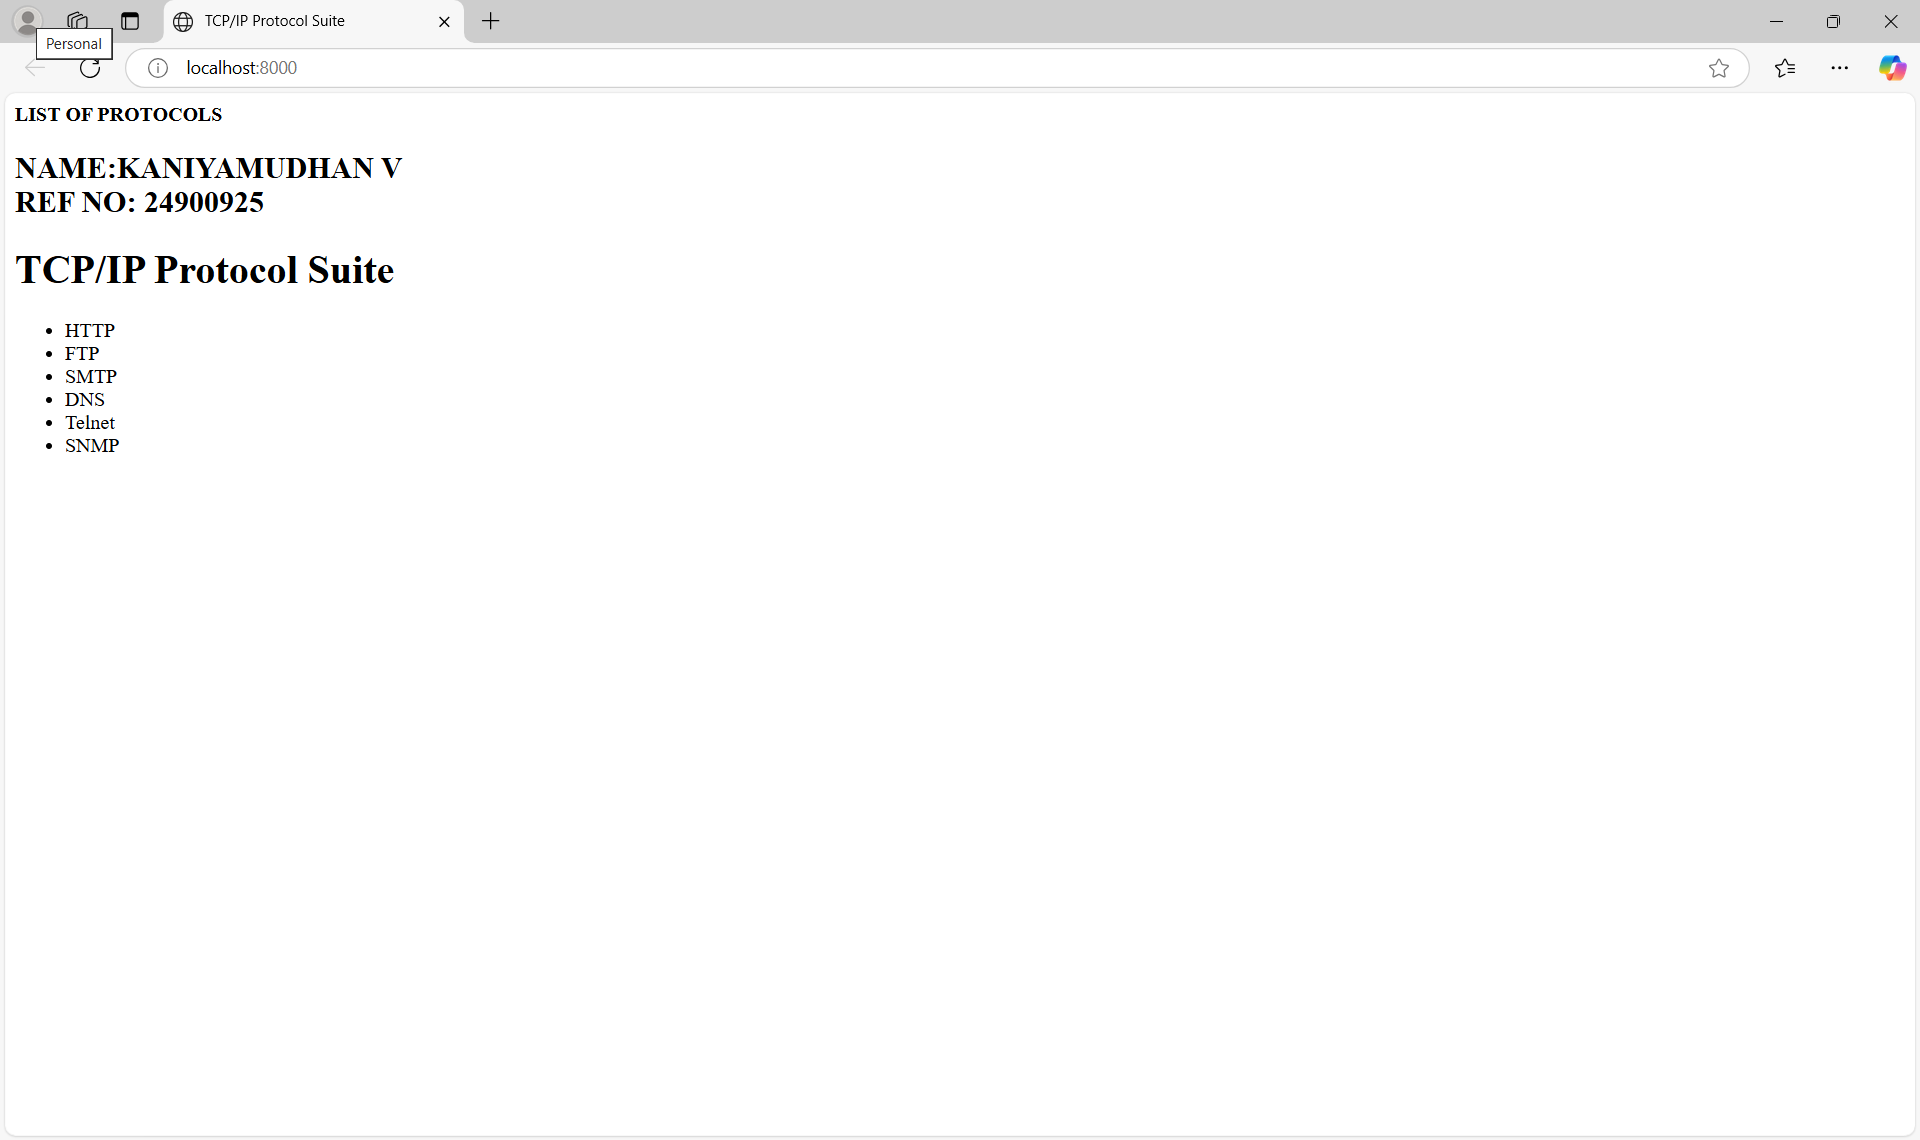 TCP/IP Protocol Suite
Personal
localhost:8000
LIST OF PROTOCOLS
NAME:KANIYAMUDHAN V
REF NO: 24900925
TCP/IP Protocol Suite
HTTP
FTP
SMTP
DNS
Telnet
SNMP